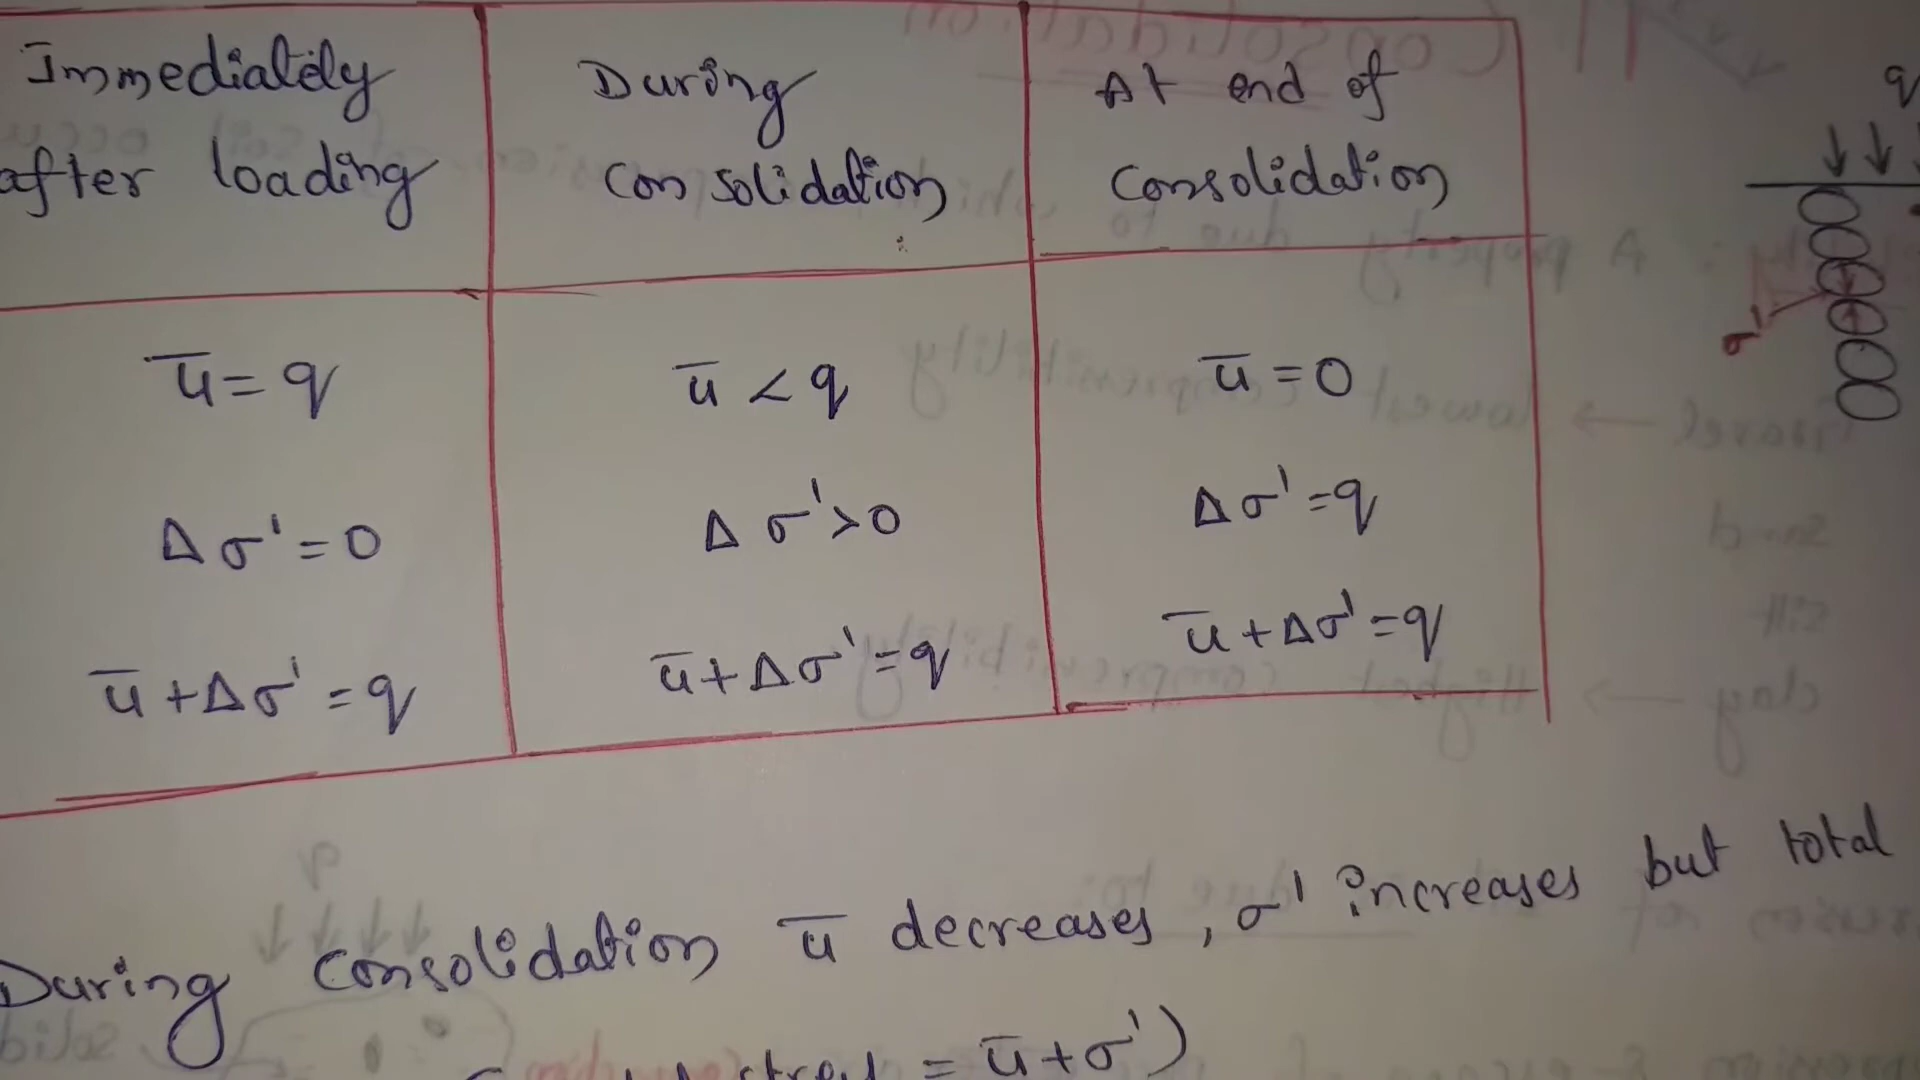 Immediately
after loading
During
consolidation
At end of
consolidation
ū = q
ū < q
ū = 0
Δσ' = 0
Δσ' > 0
Δσ' = q
ū + Δσ' = q
ū + Δσ' = q
ū + Δσ' = q
q
σ'
During consolidation ū decreases, σ' increases but total
= ū + σ')